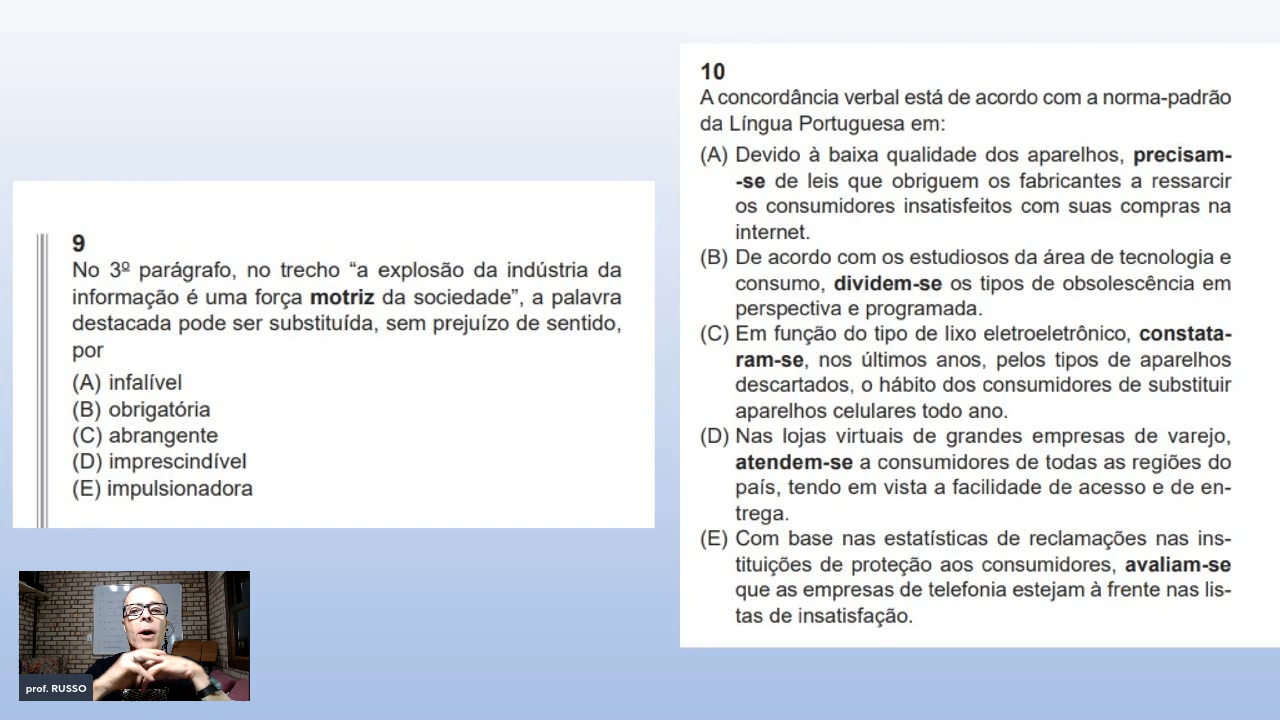 9
No 3º parágrafo, no trecho “a explosão da indústria da
informação é uma força motriz da sociedade”, a palavra
destacada pode ser substituída, sem prejuízo de sentido,
por
(A) infalível
(B) obrigatória
(C) abrangente
(D) imprescindível
(E) impulsionadora
10
A concordância verbal está de acordo com a norma-padrão
da Língua Portuguesa em:
(A) Devido à baixa qualidade dos aparelhos, precisam-
-se de leis que obriguem os fabricantes a ressarcir
os consumidores insatisfeitos com suas compras na
internet.
(B) De acordo com os estudiosos da área de tecnologia e
consumo, dividem-se os tipos de obsolescência em
perspectiva e programada.
(C) Em função do tipo de lixo eletroeletrônico, constata-
ram-se, nos últimos anos, pelos tipos de aparelhos
descartados, o hábito dos consumidores de substituir
aparelhos celulares todo ano.
(D) Nas lojas virtuais de grandes empresas de varejo,
atendem-se a consumidores de todas as regiões do
país, tendo em vista a facilidade de acesso e de en-
trega.
(E) Com base nas estatísticas de reclamações nas ins-
tituições de proteção aos consumidores, avaliam-se
que as empresas de telefonia estejam à frente nas lis-
tas de insatisfação.
prof. RUSSO